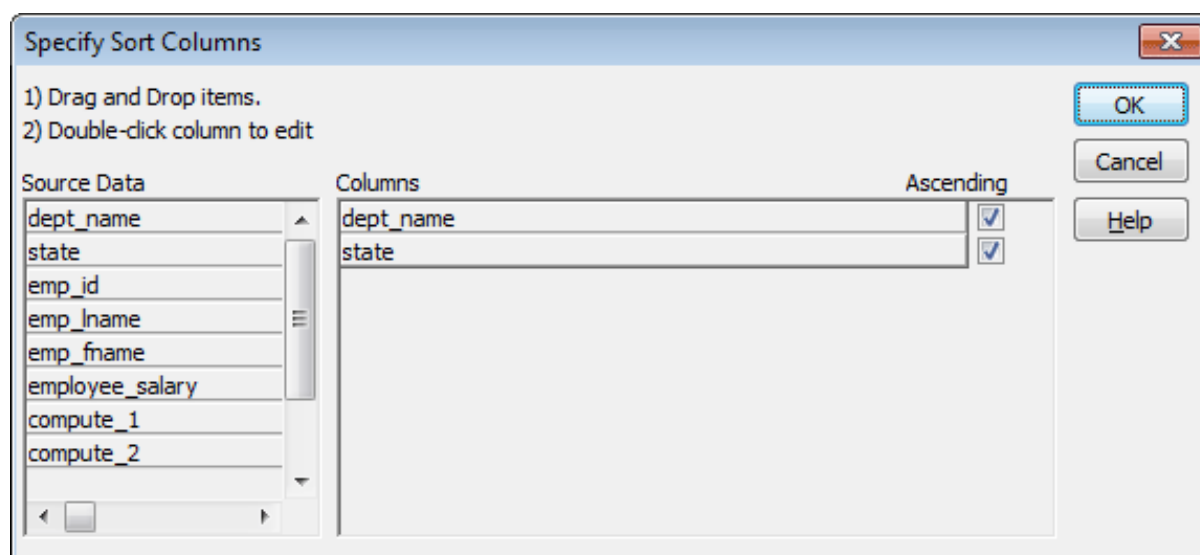 Specify Sort Columns
1) Drag and Drop items.
2) Double-click column to edit
OK
Cancel
Help
Source Data
dept_name
state
emp_id
emp_lname
emp_fname
employee_salary
compute_1
compute_2
Columns Ascending
dept_name
state